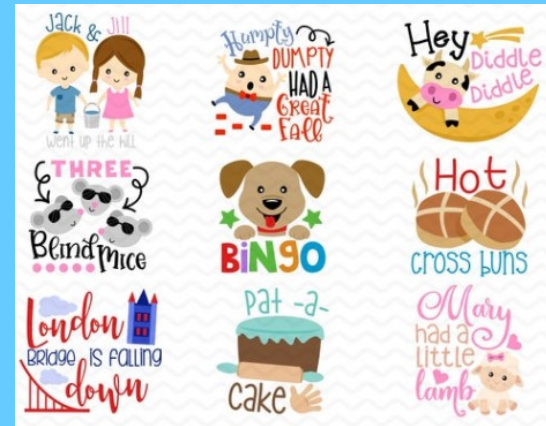 Jack & Jill
went up the hill
Humpty
DUMPTY
HAD A
GReat
Fall
Hey
Diddle
Diddle
THREE
Blind Mice
BiNGO
Hot
cross buns
London
BRiDGe iS FaLLiNG
down
Pat -a-
cake
Mary
had a
little
lamb